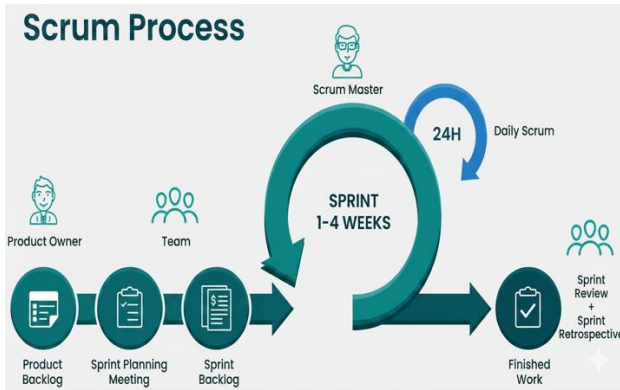 Scrum Process
Scrum Master
24H
Daily Scrum
SPRINT
1-4 WEEKS
Product Owner
Team
Product
Backlog
Sprint Planning
Meeting
Sprint
Backlog
Finished
Work
Sprint
Review
+
Sprint
Retrospective